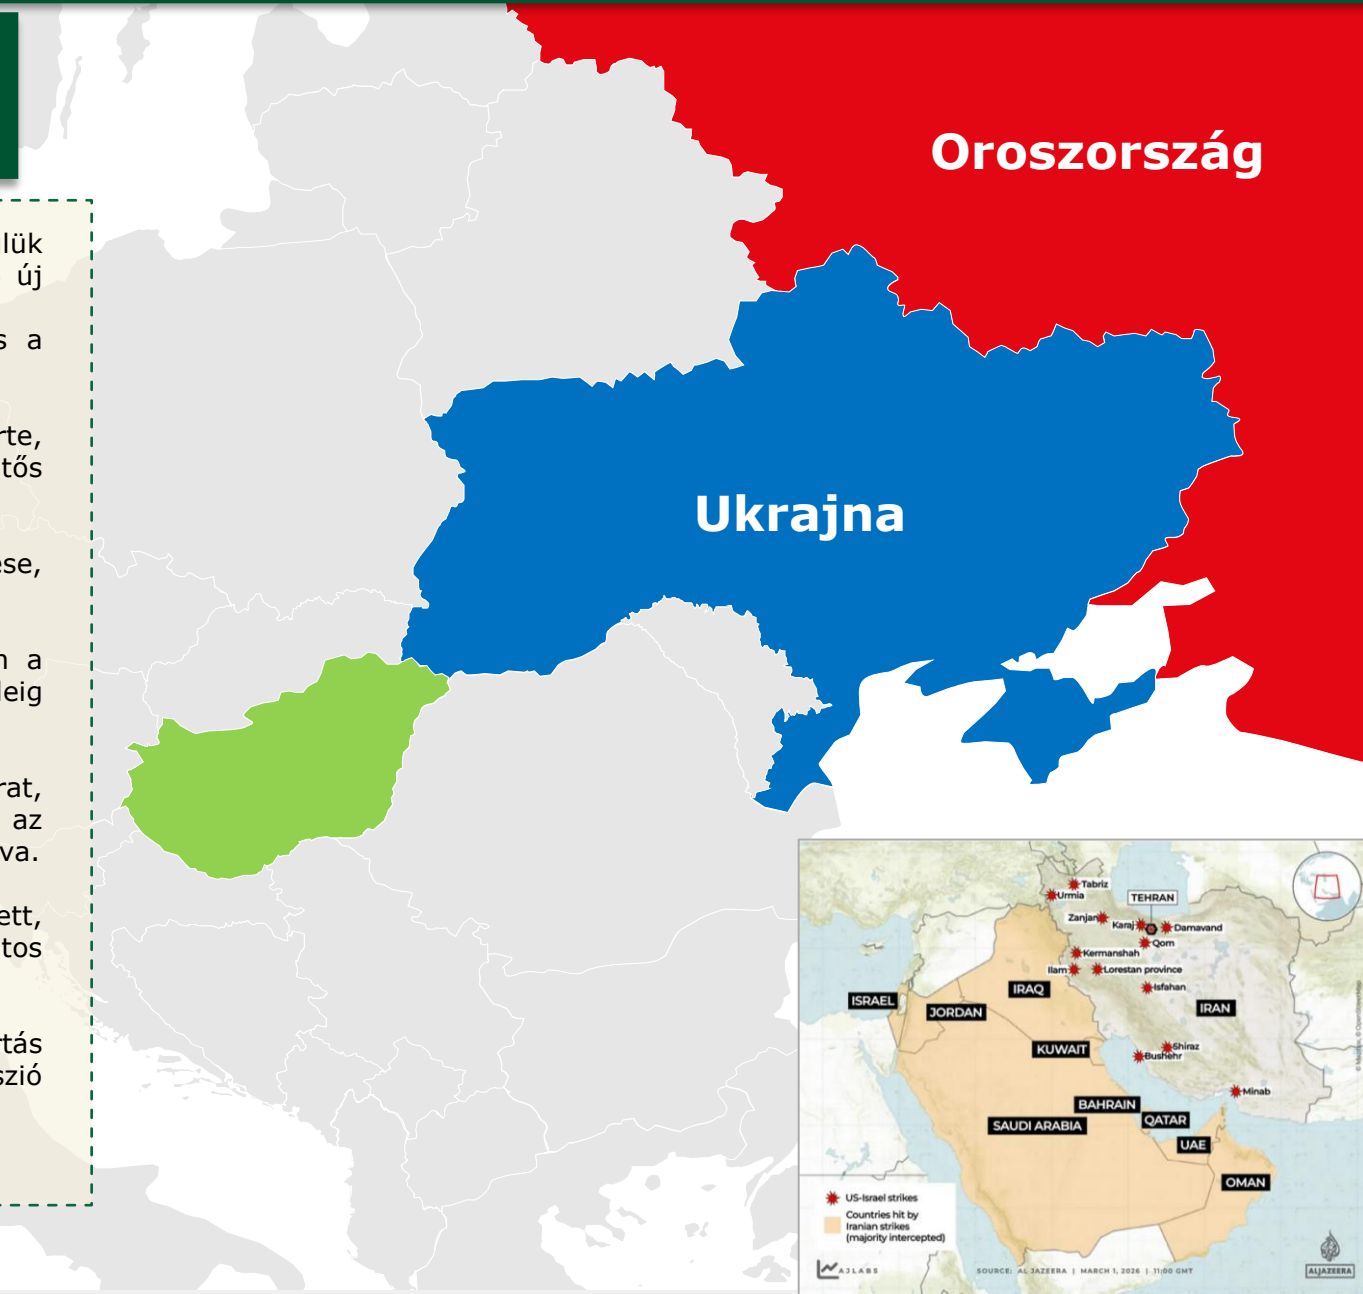 Oroszország
lük
új
s a
rte,
tős
Ukrajna
ese,
n a
leig
rat,
az
va.
ett,
tos
rtás
szió
Tabriz
Urmia
TEHRAN
Zanjan
Karaj
Damavand
Qom
Kermanshah
Ilam
Lorestan province
Isfahan
IRAQ
ISRAEL
JORDAN
IRAN
KUWAIT
Shiraz
Bushehr
Minab
BAHRAIN
QATAR
SAUDI ARABIA
UAE
OMAN
US-Israel strikes
Countries hit by
Iranian strikes
(majority intercepted)
AJLABS
SOURCE: AL JAZEERA | MARCH 1, 2026 | 11:00 GMT
ALJAZEERA